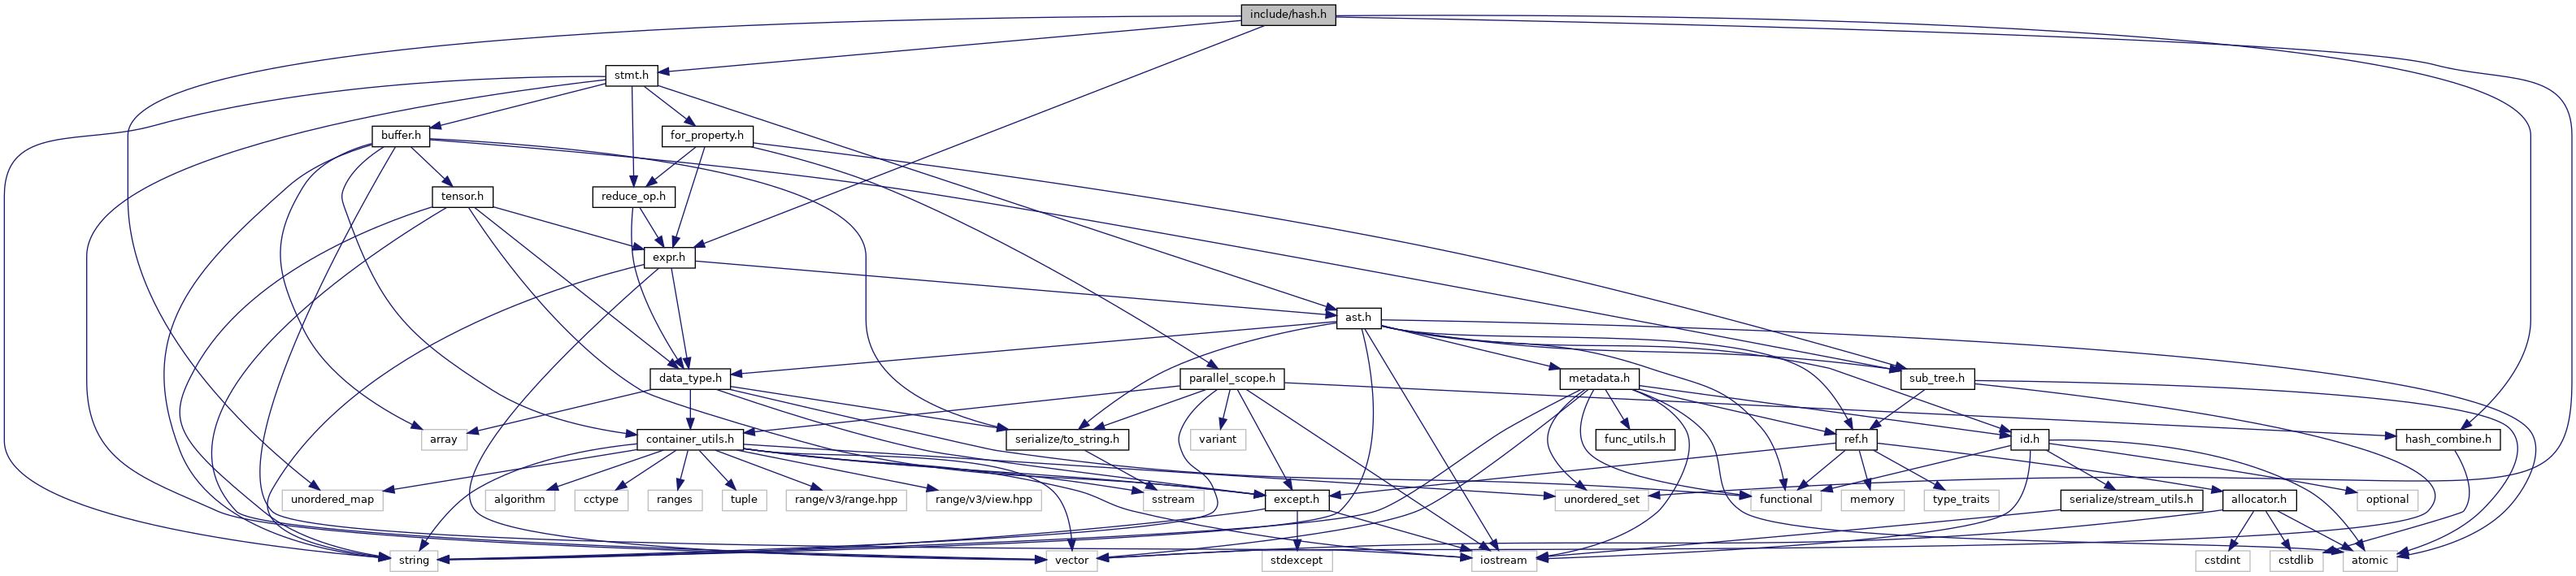 include/hash.h
stmt.h
buffer.h
for_property.h
tensor.h
reduce_op.h
expr.h
ast.h
data_type.h
parallel_scope.h
metadata.h
sub_tree.h
array
container_utils.h
serialize/to_string.h
variant
func_utils.h
ref.h
id.h
hash_combine.h
unordered_map
algorithm
cctype
ranges
tuple
range/v3/range.hpp
range/v3/view.hpp
sstream
except.h
unordered_set
functional
memory
type_traits
serialize/stream_utils.h
allocator.h
optional
string
vector
stdexcept
iostream
cstdint
cstdlib
atomic